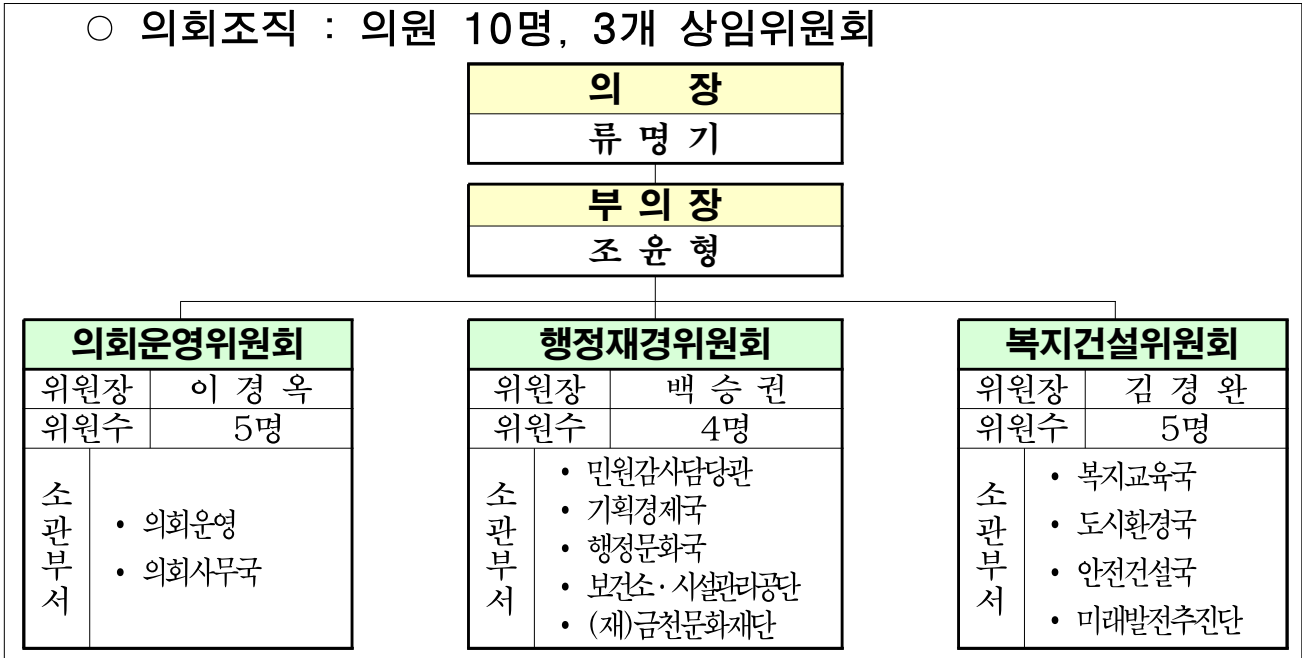 ○ 의회조직 : 의원 10명, 3개 상임위원회
의 장
류 명 기
부 의 장
조 윤 형
의회운영위원회
위원장 이 경 옥
위원수 5명
소관부서
• 의회운영
• 의회사무국
행정재경위원회
위원장 백 승 권
위원수 4명
소관부서
• 민원감사담당관
• 기획경제국
• 행정문화국
• 보건소·시설관리공단
• (재)금천문화재단
복지건설위원회
위원장 김 경 완
위원수 5명
소관부서
• 복지교육국
• 도시환경국
• 안전건설국
• 미래발전추진단